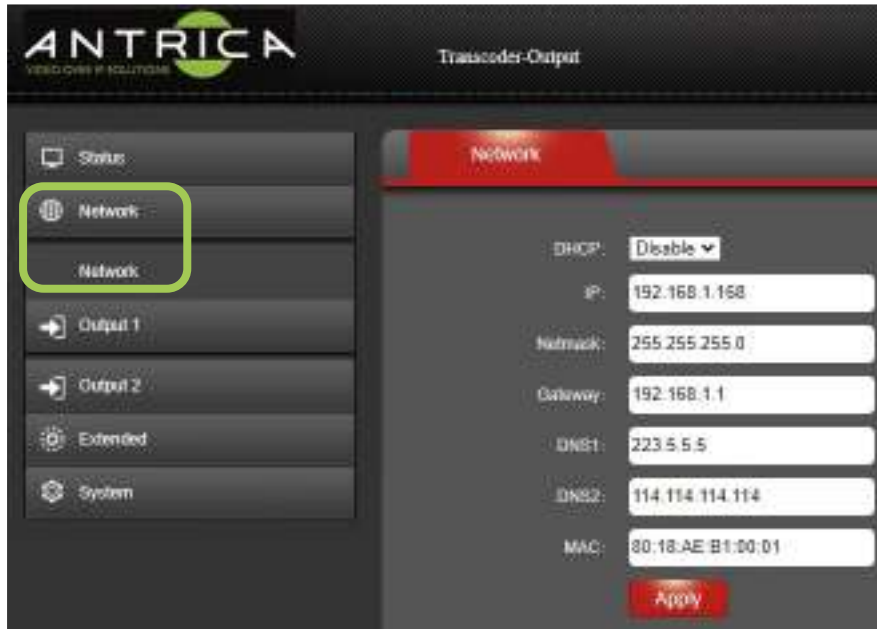 ANTRICA
VIDEO OVER IP SOLUTIONS
Transcoder-Output
Status
Network
Network
Output 1
Output 2
Extended
System
Network
DHCP: Disable
IP: 192.168.1.168
Netmask: 255.255.255.0
Gateway: 192.168.1.1
DNS1: 223.5.5.5
DNS2: 114.114.114.114
MAC: 80:18:AE:B1:00:01
Apply